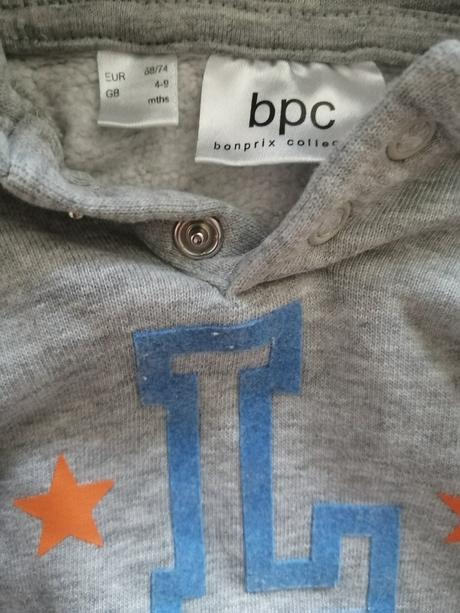 EUR 68/74
GB 4-9
mths
bpc
bonprix collec
L